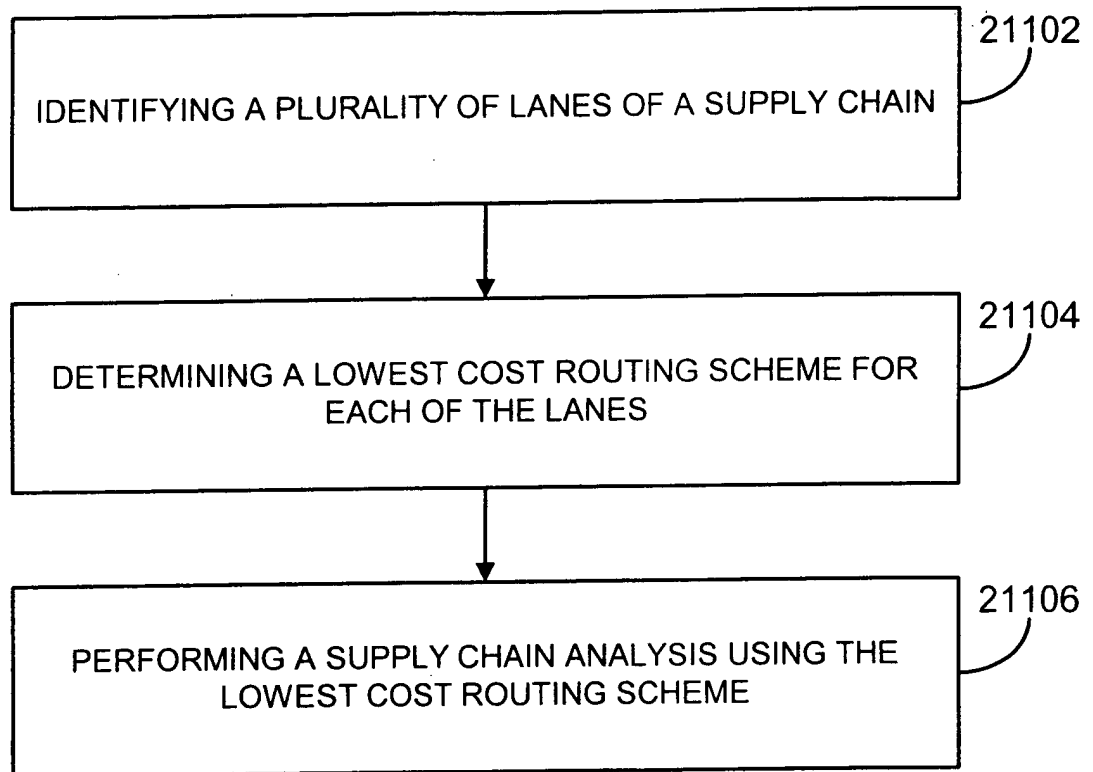 21102
IDENTIFYING A PLURALITY OF LANES OF A SUPPLY CHAIN
21104
DETERMINING A LOWEST COST ROUTING SCHEME FOR
EACH OF THE LANES
21106
PERFORMING A SUPPLY CHAIN ANALYSIS USING THE
LOWEST COST ROUTING SCHEME